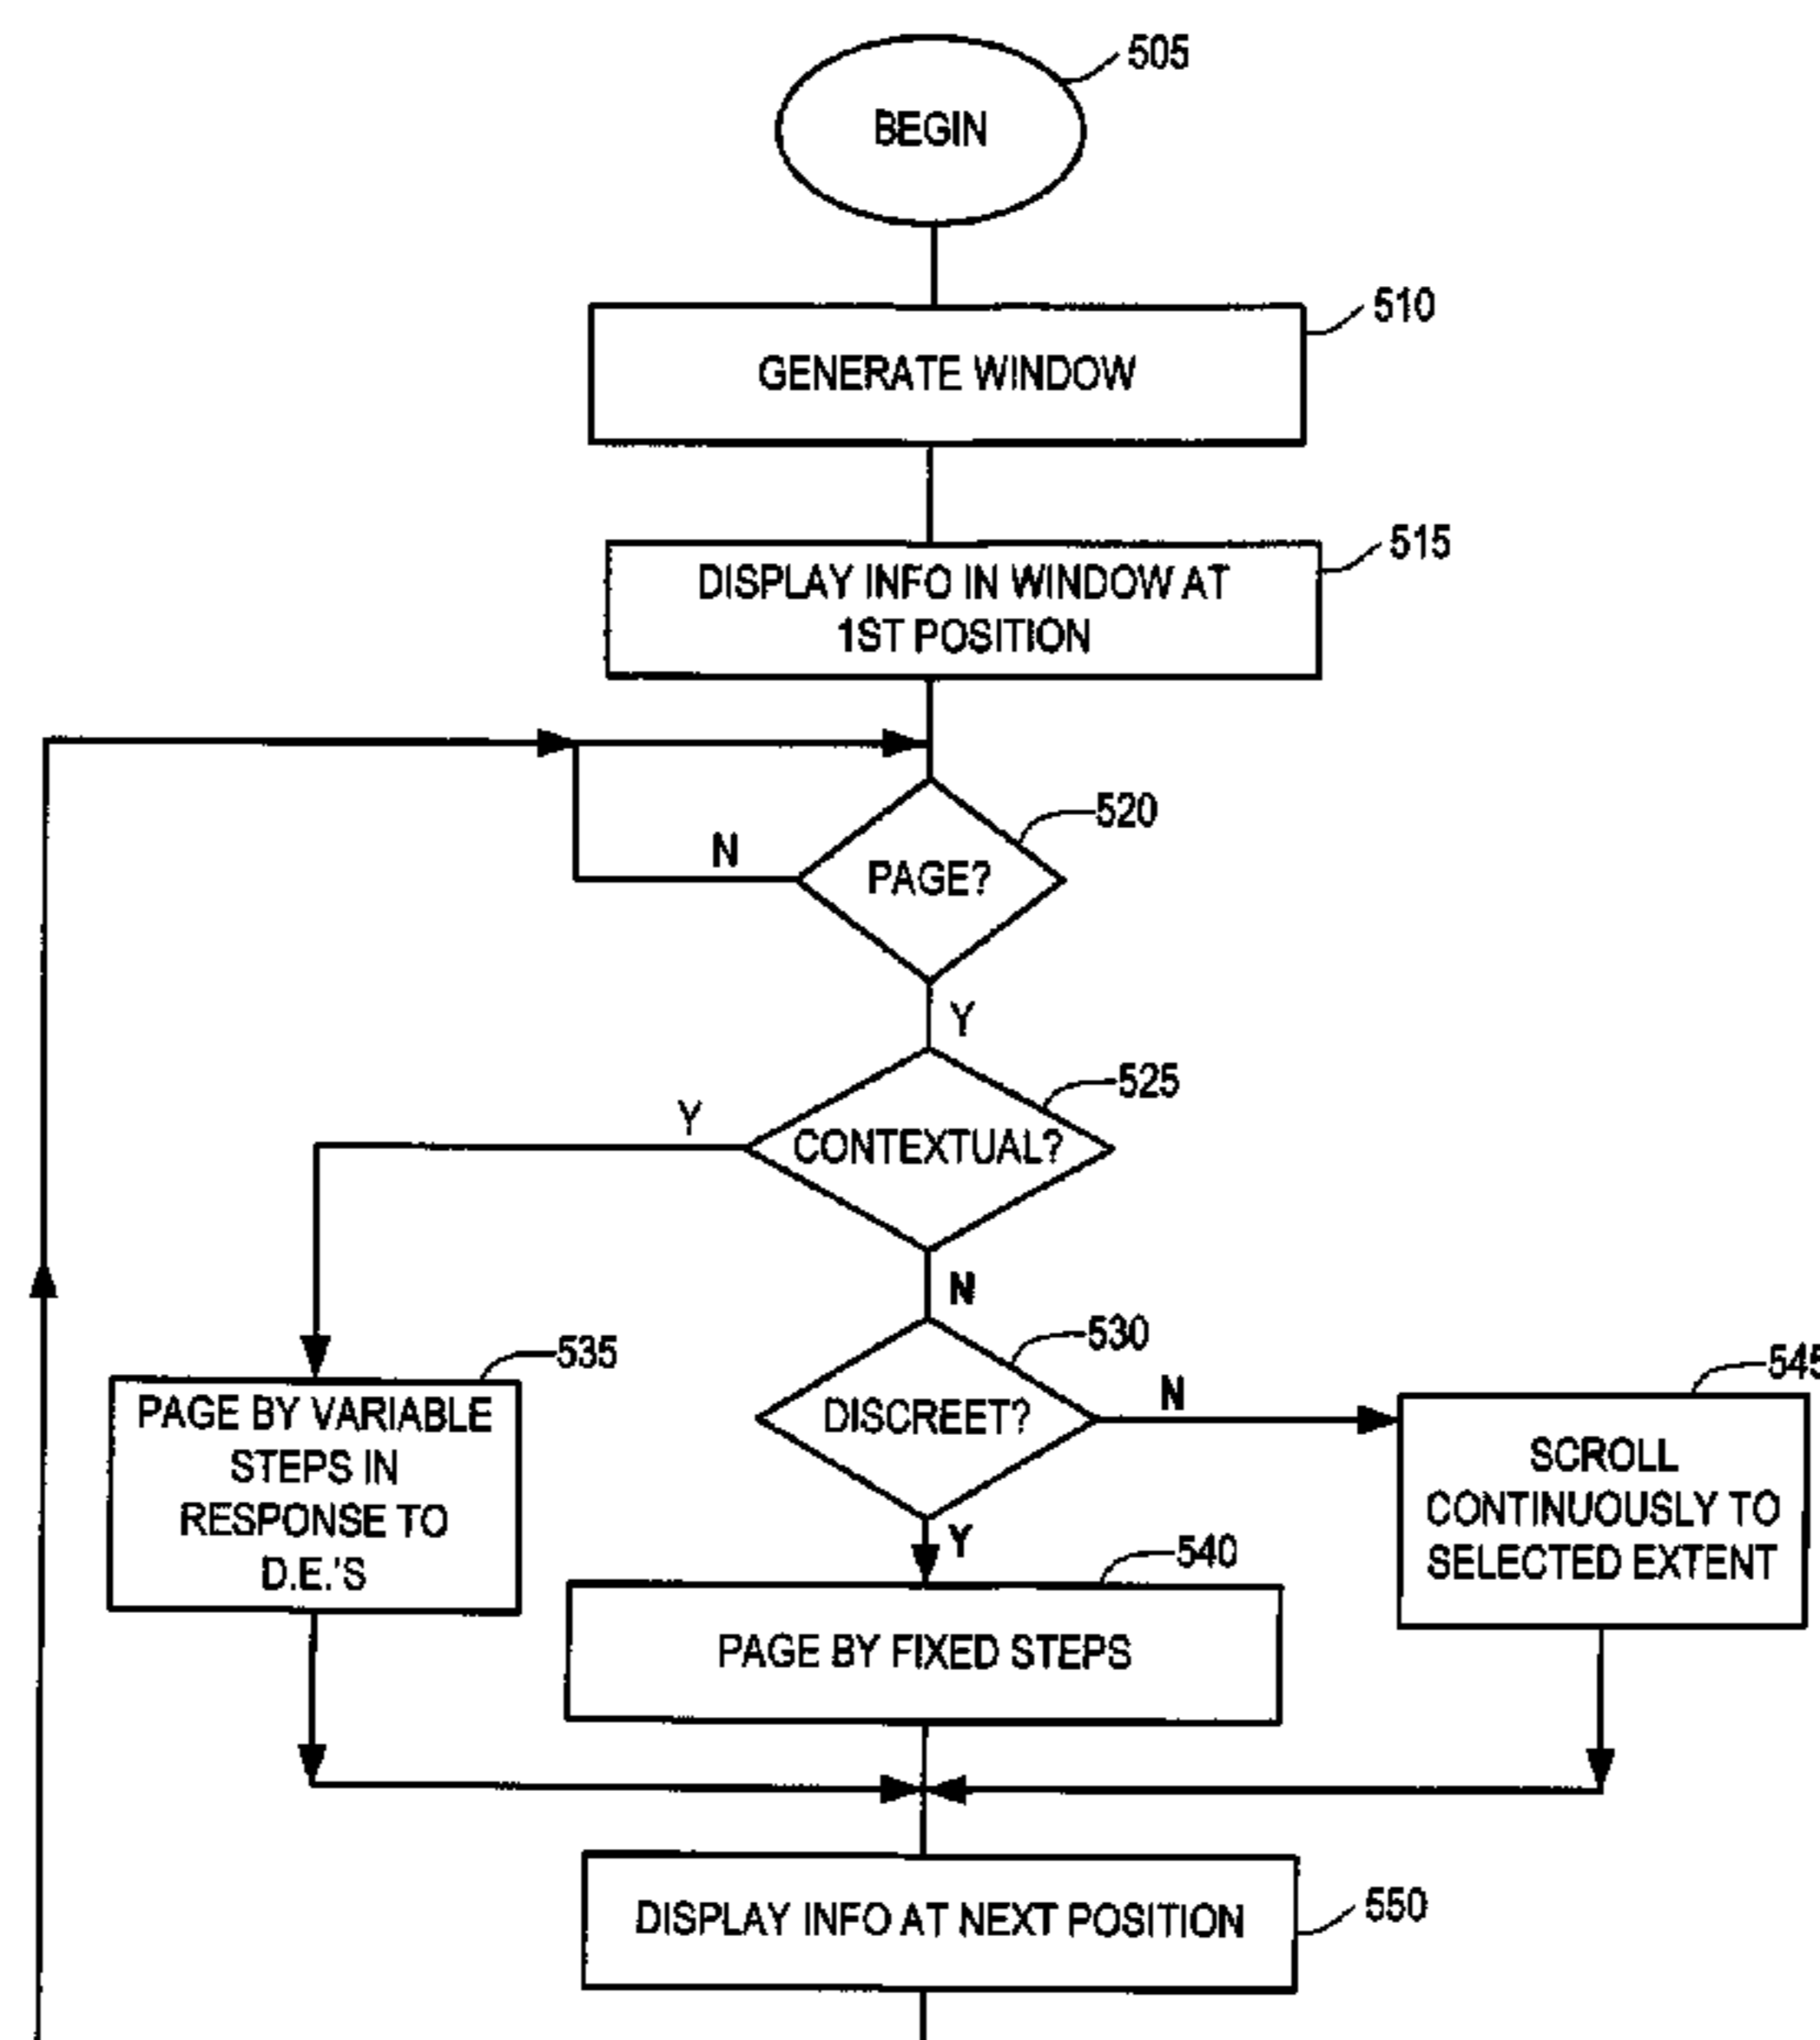 505
BEGIN
510
GENERATE WINDOW
515
DISPLAY INFO IN WINDOW AT
1ST POSITION
520
N
PAGE?
Y
525
Y
CONTEXTUAL?
N
530
DISCREET?
N
545
535
PAGE BY VARIABLE
STEPS IN
RESPONSE TO
D.E.'S
SCROLL
CONTINUOUSLY TO
SELECTED EXTENT
Y
540
PAGE BY FIXED STEPS
550
DISPLAY INFO AT NEXT POSITION